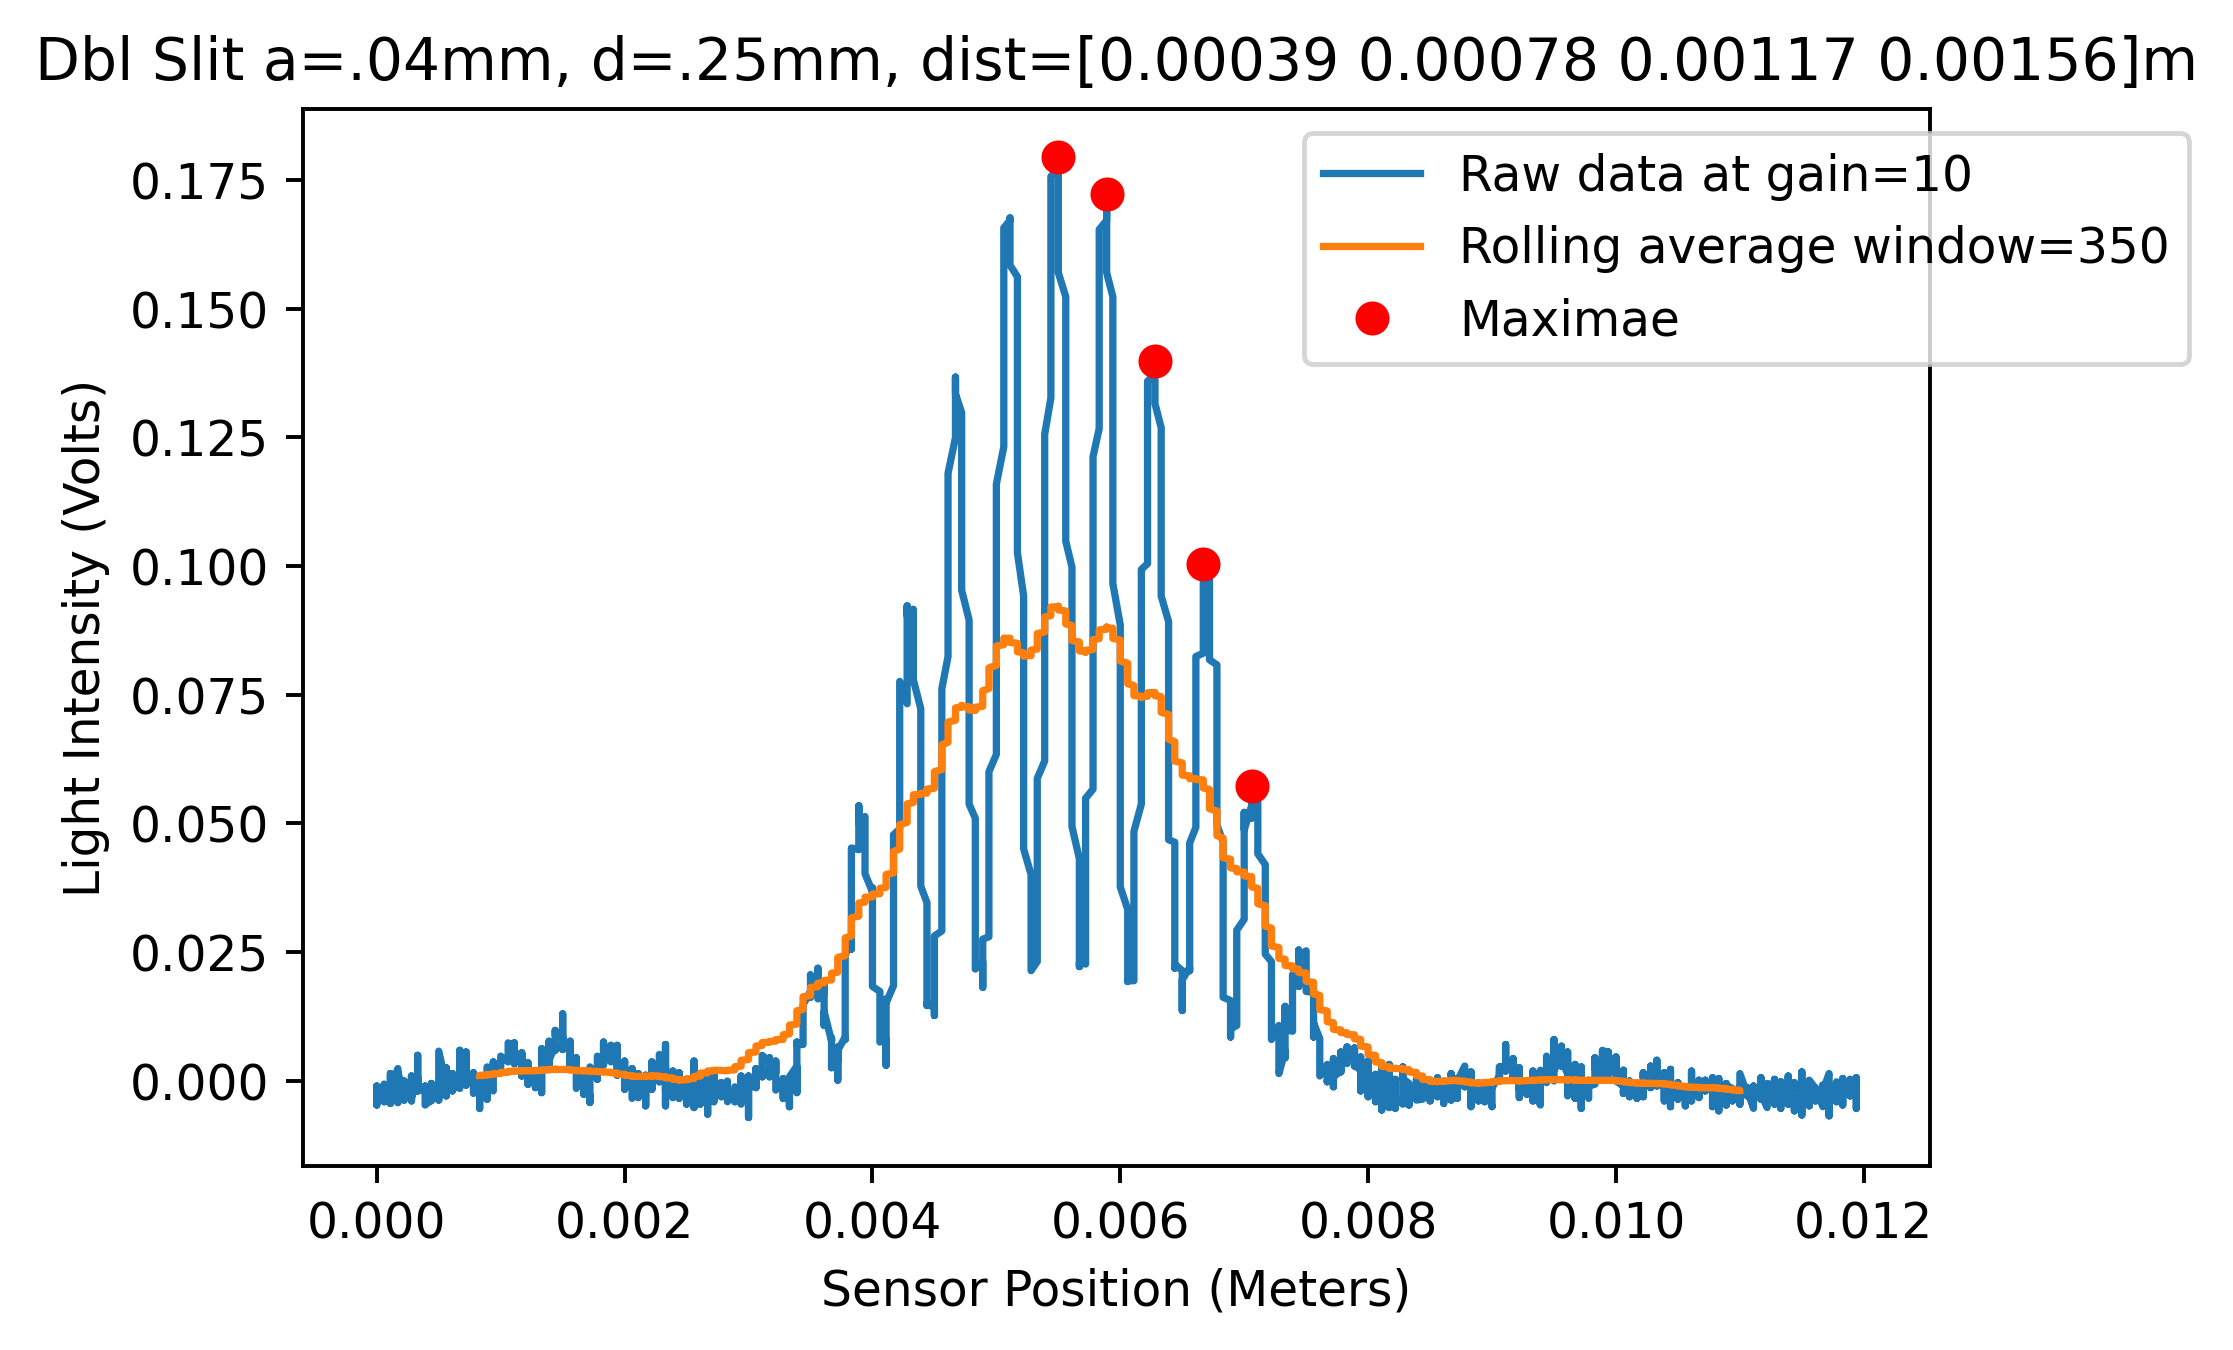 Dbl Slit a=.04mm, d=.25mm, dist=[0.00039 0.00078 0.00117 0.00156]m
Raw data at gain=10
Rolling average window=350
Maximae
Light Intensity (Volts)
0.175
0.150
0.125
0.100
0.075
0.050
0.025
0.000
0.000 0.002 0.004 0.006 0.008 0.010 0.012
Sensor Position (Meters)